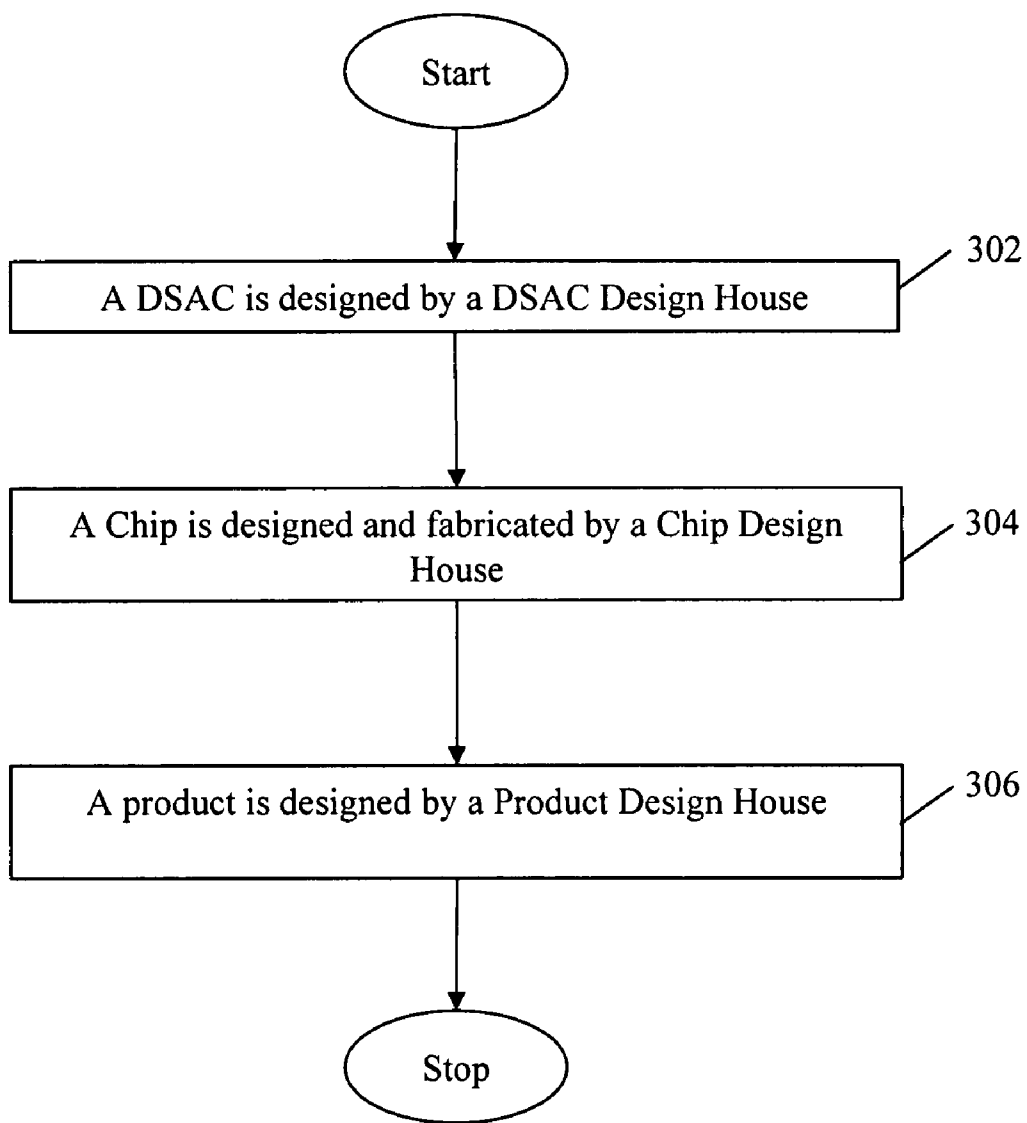 Start
302
A DSAC is designed by a DSAC Design House
304
A Chip is designed and fabricated by a Chip Design
House
306
A product is designed by a Product Design House
Stop